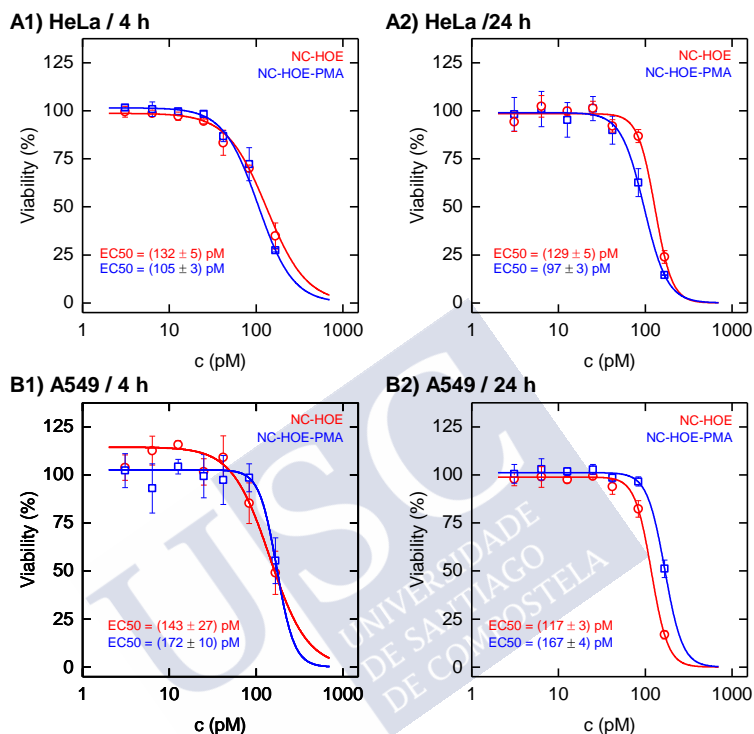 A1) HeLa / 4 h
NC-HOE
NC-HOE-PMA
125
100
75
50
25
0
Viability (%)
EC50 = (132 ± 5) pM
EC50 = (105 ± 3) pM
1 10 100 1000
c (pM)
A2) HeLa /24 h
NC-HOE
NC-HOE-PMA
125
100
75
50
25
0
Viability (%)
EC50 = (129 ± 5) pM
EC50 = (97 ± 3) pM
1 10 100 1000
c (pM)
B1) A549 / 4 h
NC-HOE
NC-HOE-PMA
125
100
75
50
25
0
Viability (%)
EC50 = (143 ± 27) pM
EC50 = (172 ± 10) pM
1 10 100 1000
c (pM)
B2) A549 / 24 h
NC-HOE
NC-HOE-PMA
125
100
75
50
25
0
Viability (%)
EC50 = (117 ± 3) pM
EC50 = (167 ± 4) pM
1 10 100 1000
c (pM)
USC
UNIVERSIDADE
DE SANTIAGO
DE COMPOSTELA